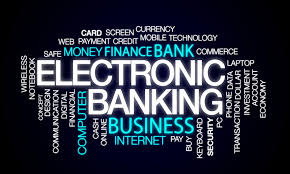 CARD SCREEN CURRENCY
WEB PAYMENT CREDIT MOBILE TECHNOLOGY
SAFE MONEY FINANCE BANK COMMERCE
ELECTRONIC
BANKING
BUSINESS
INTERNET PAY
WIRELESS
NOTEBOOK
CONCEPT
DESIGN
COMMUNICATION
DIGITAL
FINANCIAL
COMPUTER
CASH
ONLINE
BUY
KEYBOARD
SECURITY
PC
PHONE DATA
TRANSACTION DOLLAR
LAPTOP
INVESTMENT
ACCOUNT
ECONOMY